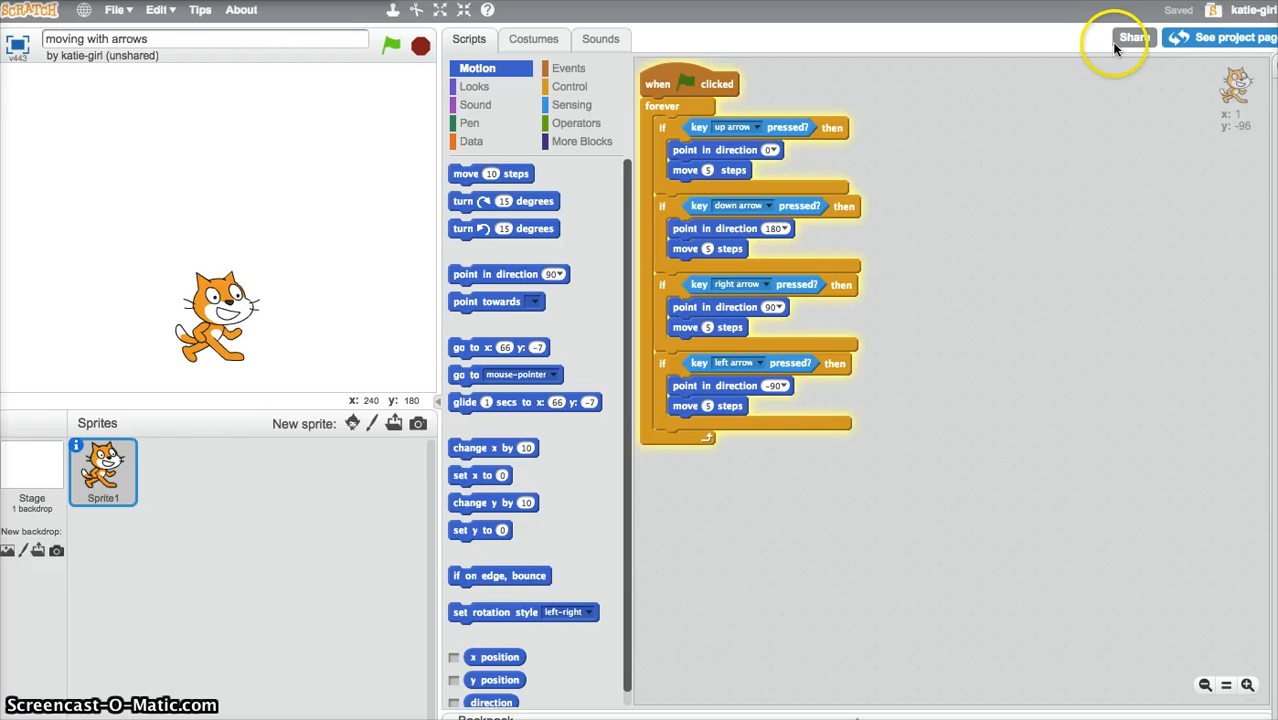 SCRATCH File Edit Tips About Saved katie-girl
v443
moving with arrows
by katie-girl (unshared)
Scripts Costumes Sounds
Share See project pag
Motion Events
Looks Control
Sound Sensing
Pen Operators
Data More Blocks
move 10 steps
turn 15 degrees
turn 15 degrees
point in direction 90
point towards
go to x: 66 y: -7
go to mouse-pointer
glide 1 secs to x: 66 y: -7
change x by 10
set x to 0
change y by 10
set y to 0
if on edge, bounce
set rotation style left-right
x position
y position
direction
when clicked
forever
if key up arrow pressed? then
point in direction 0
move 5 steps
if key down arrow pressed? then
point in direction 180
move 5 steps
if key right arrow pressed? then
point in direction 90
move 5 steps
if key left arrow pressed? then
point in direction -90
move 5 steps
x: 1
y: -96
x: 240 y: 180
Sprites New sprite:
Sprite1
Stage
1 backdrop
New backdrop:
Screencast-O-Matic.com